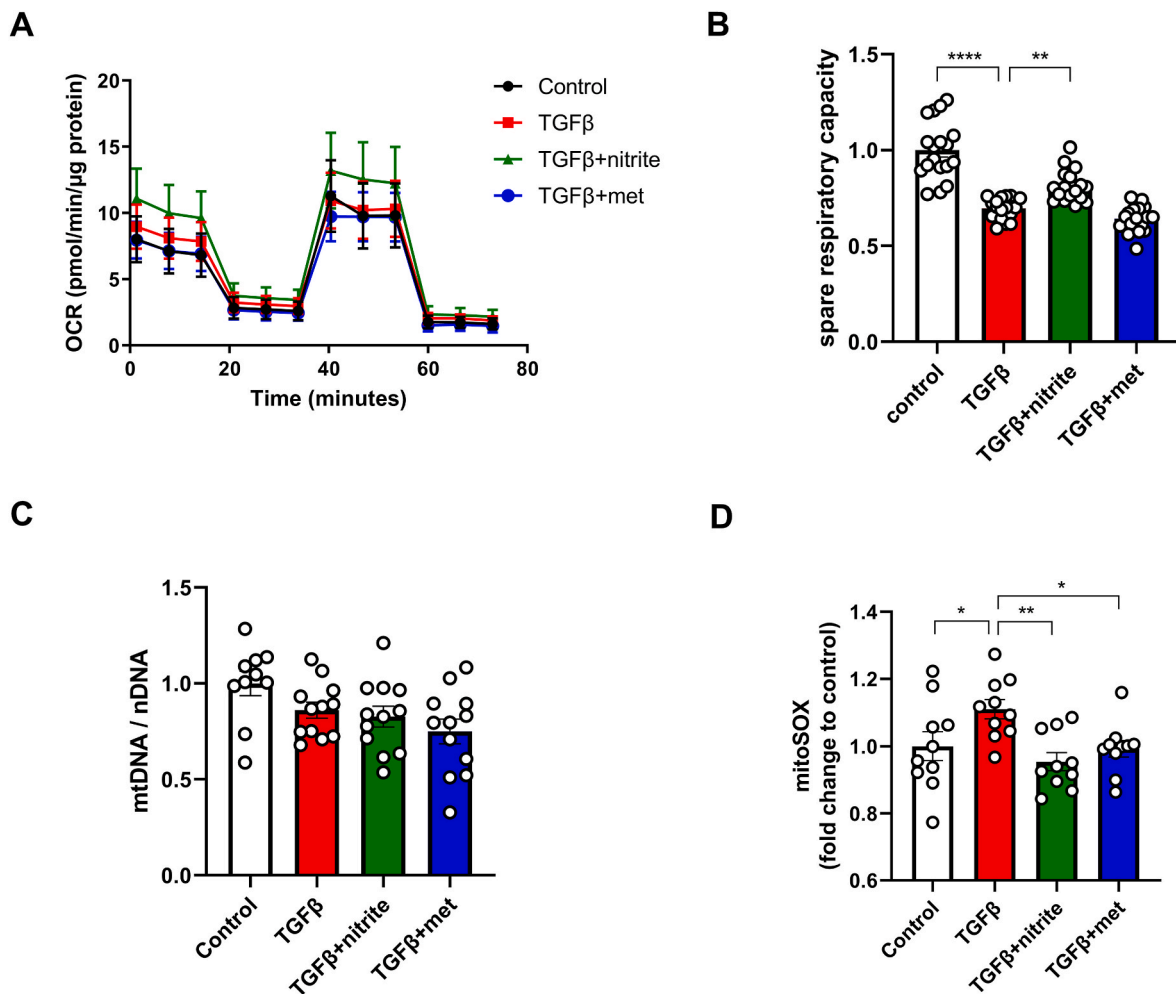 A
OCR (pmol/min/µg protein)
20
15
10
5
0
0
20
40
60
80
Time (minutes)
Control
TGFβ
TGFβ+nitrite
TGFβ+met
B
spare respiratory capacity
1.5
1.0
0.5
0.0
****
**
control
TGFβ
TGFβ+nitrite
TGFβ+met
C
mtDNA / nDNA
1.5
1.0
0.5
0.0
Control
TGFβ
TGFβ+nitrite
TGFβ+met
D
mitoSOX
(fold change to control)
1.4
1.2
1.0
0.8
0.6
*
*
**
Control
TGFβ
TGFβ+nitrite
TGFβ+met